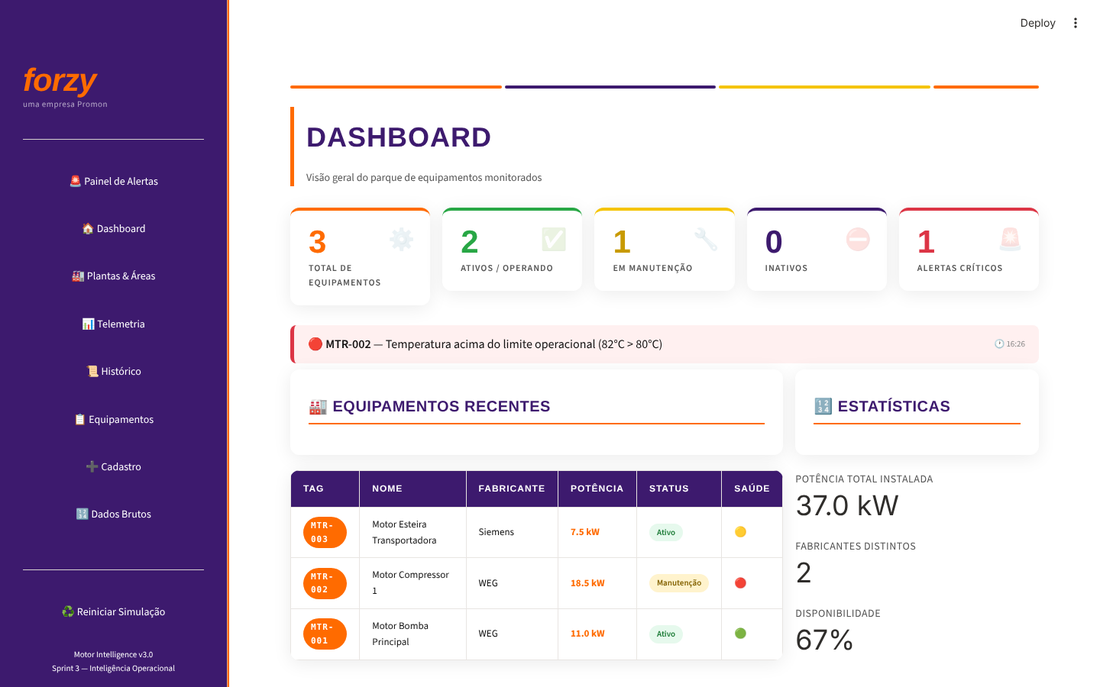 Deploy
forzy
uma empresa Promon
🚨 Painel de Alertas
🏠 Dashboard
🏭 Plantas & Áreas
📊 Telemetria
📜 Histórico
📋 Equipamentos
➕ Cadastro
🔢 Dados Brutos
♻️ Reiniciar Simulação
Motor Intelligence v3.0
Sprint 3 — Inteligência Operacional
DASHBOARD
Visão geral do parque de equipamentos monitorados
3
TOTAL DE
EQUIPAMENTOS
2
ATIVOS / OPERANDO
1
EM MANUTENÇÃO
0
INATIVOS
1
ALERTAS CRÍTICOS
🔴 MTR-002 — Temperatura acima do limite operacional (82°C > 80°C)
🕐 16:26
🏭 EQUIPAMENTOS RECENTES
🔢 ESTATÍSTICAS
TAG NOME FABRICANTE POTÊNCIA STATUS SAÚDE
MTR-
003
Motor Esteira
Transportadora
Siemens
7.5 kW
Ativo
MTR-
002
Motor Compressor
1
WEG
18.5 kW
Manutenção
MTR-
001
Motor Bomba
Principal
WEG
11.0 kW
Ativo
POTÊNCIA TOTAL INSTALADA
37.0 kW
FABRICANTES DISTINTOS
2
DISPONIBILIDADE
67%